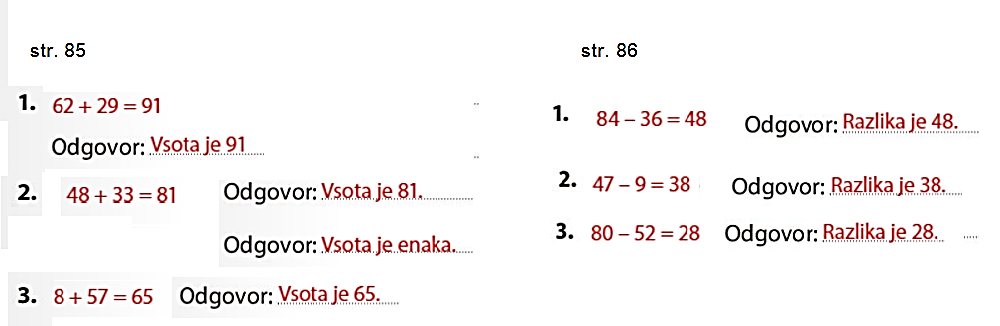 str. 85
1. 62 + 29 = 91
Odgovor: Vsota je 91
2. 48 + 33 = 81 Odgovor: Vsota je 81.
Odgovor: Vsota je enaka.
3. 8 + 57 = 65 Odgovor: Vsota je 65.
str. 86
1. 84 – 36 = 48 Odgovor: Razlika je 48.
2. 47 – 9 = 38 Odgovor: Razlika je 38.
3. 80 – 52 = 28 Odgovor: Razlika je 28.